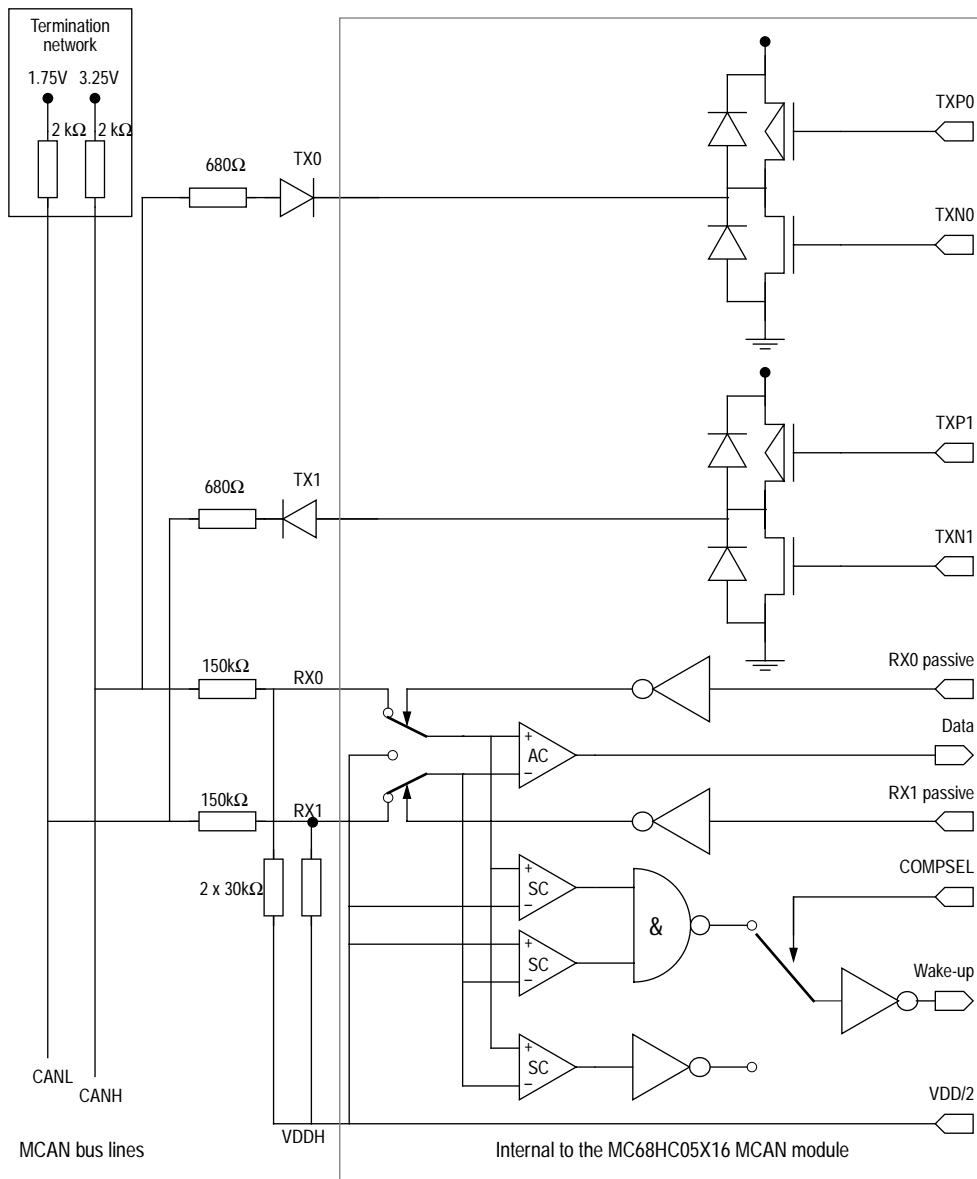 Termination
network
1.75V 3.25V
2 kΩ 2 kΩ
TXP0
TX0
680Ω
TXN0
TXP1
TX1
680Ω
TXN1
150kΩ
RX0
RX0 passive
+
AC
−
Data
150kΩ
RX1
RX1 passive
2 x 30kΩ
+
SC
−
&
COMPSEL
+
SC
−
Wake-up
+
SC
−
CANL
CANH
VDD/2
VDDH
MCAN bus lines
Internal to the MC68HC05X16 MCAN module